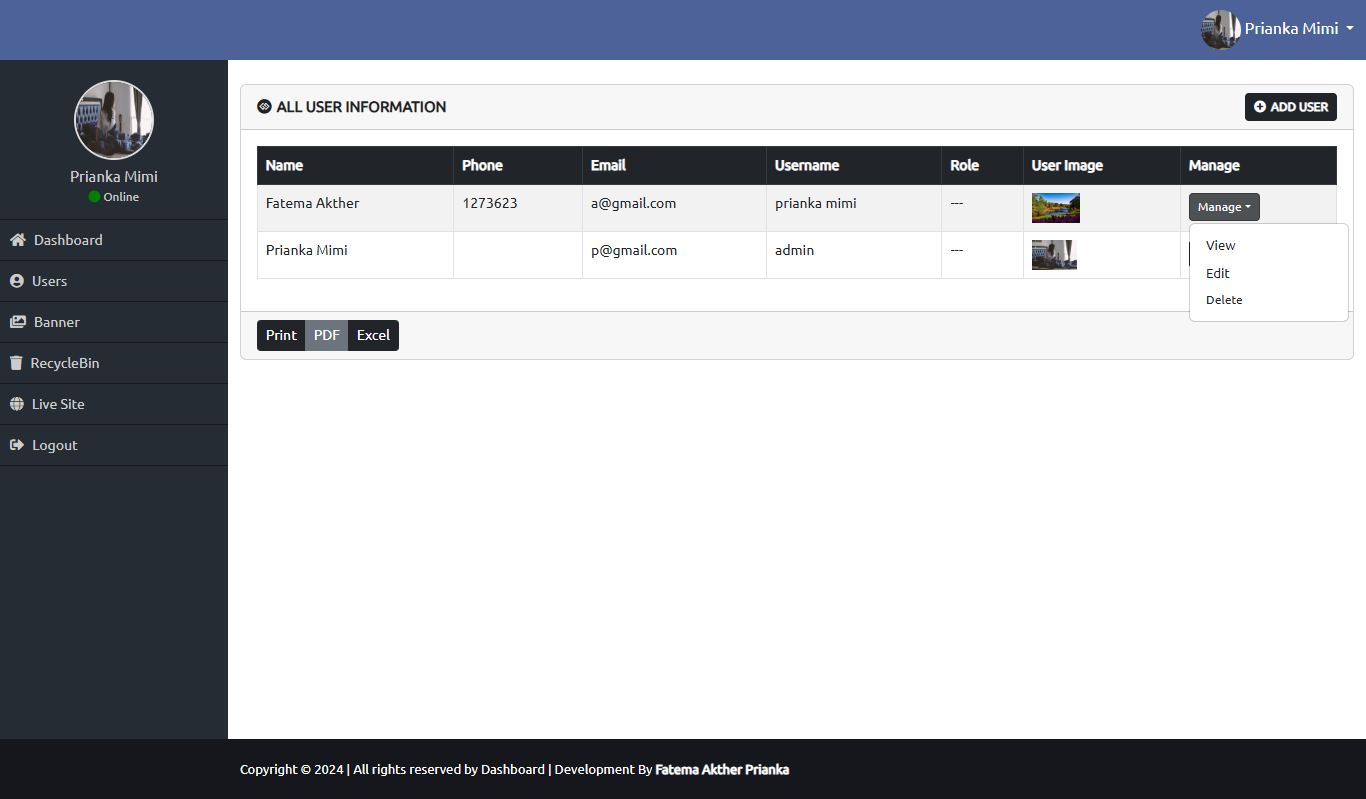 Prianka Mimi
Prianka Mimi
Online
Dashboard
Users
Banner
RecycleBin
Live Site
Logout
ALL USER INFORMATION
ADD USER
Name Phone Email Username Role User Image Manage
Fatema Akther 1273623 a@gmail.com prianka mimi --- Manage
Prianka Mimi p@gmail.com admin ---
View
Edit
Delete
Print PDF Excel
Copyright © 2024 | All rights reserved by Dashboard | Development By Fatema Akther Prianka